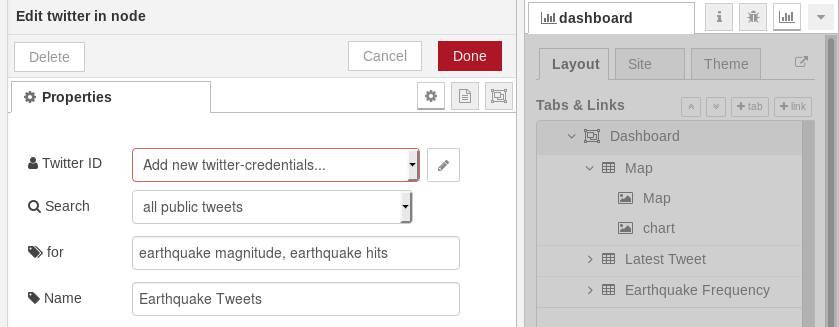 Edit twitter in node
Delete
Cancel
Done
Properties
Twitter ID
Add new twitter-credentials...
Search
all public tweets
for
earthquake magnitude, earthquake hits
Name
Earthquake Tweets
dashboard
i
Layout
Site
Theme
Tabs & Links
+ tab
+ link
Dashboard
Map
Map
chart
Latest Tweet
Earthquake Frequency